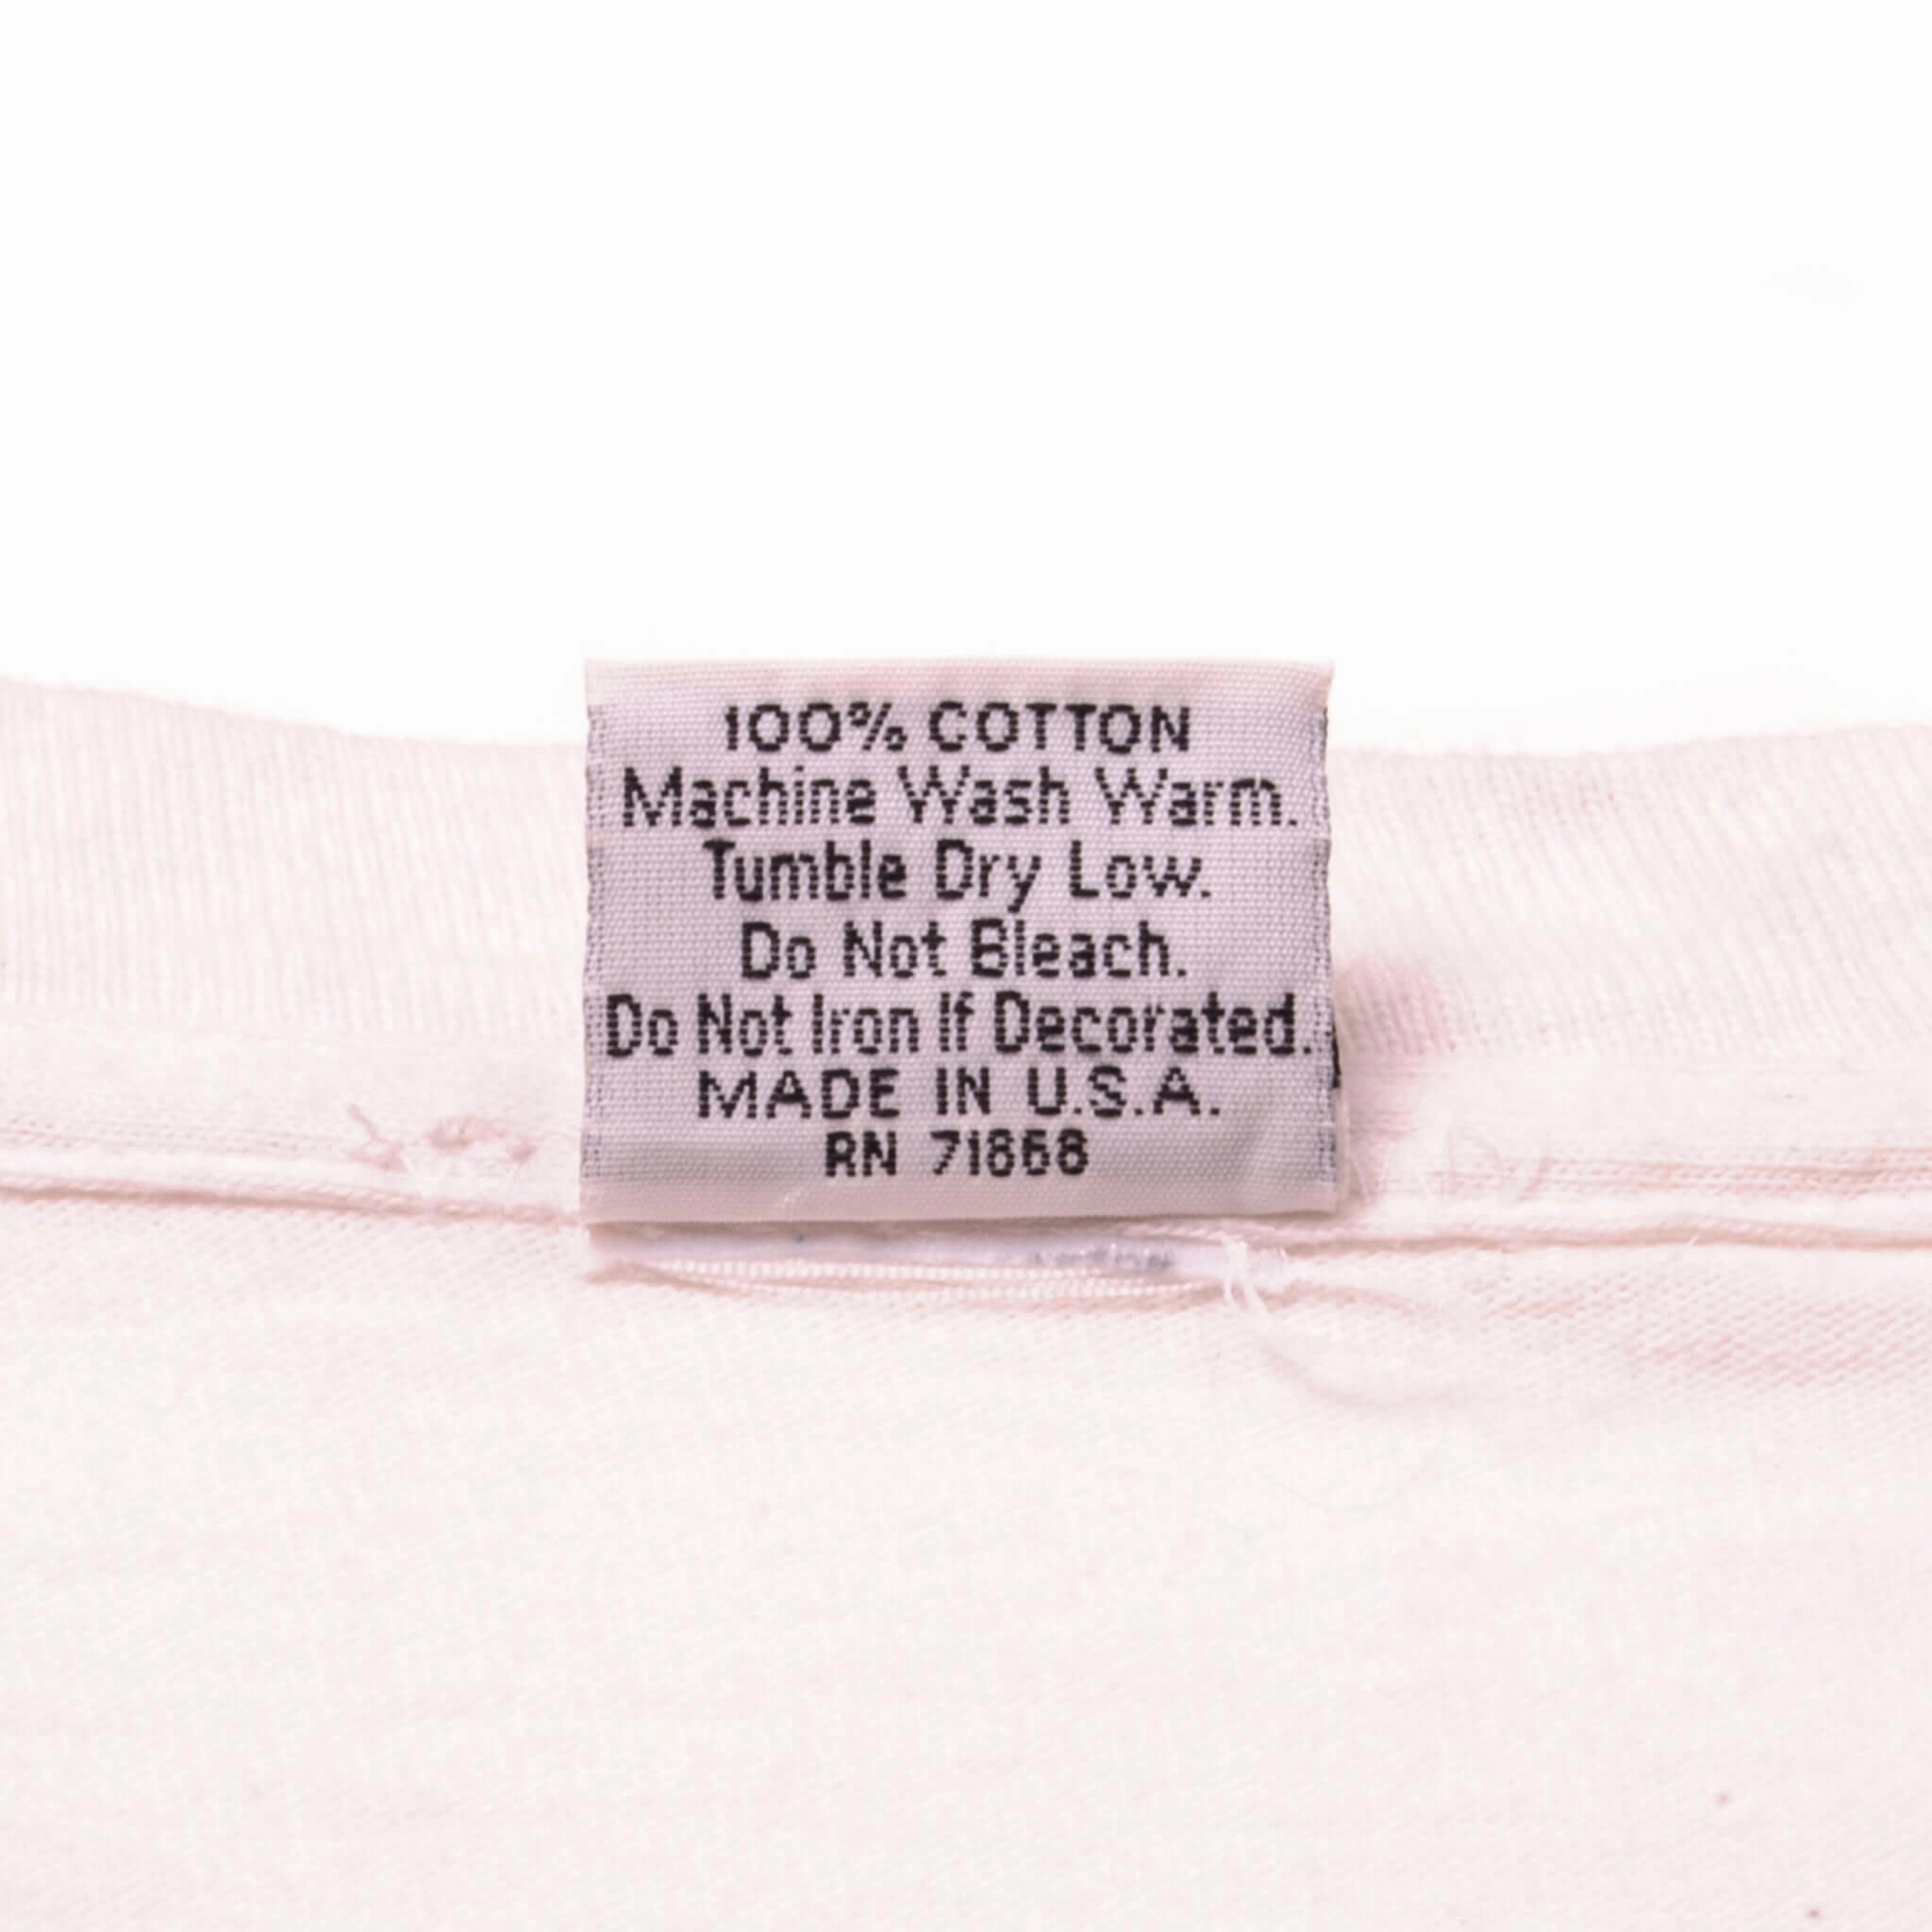 100% COTTON
Machine Wash Warm.
Tumble Dry Low.
Do Not Bleach.
Do Not Iron If Decorated.
MADE IN U.S.A.
RN 71868